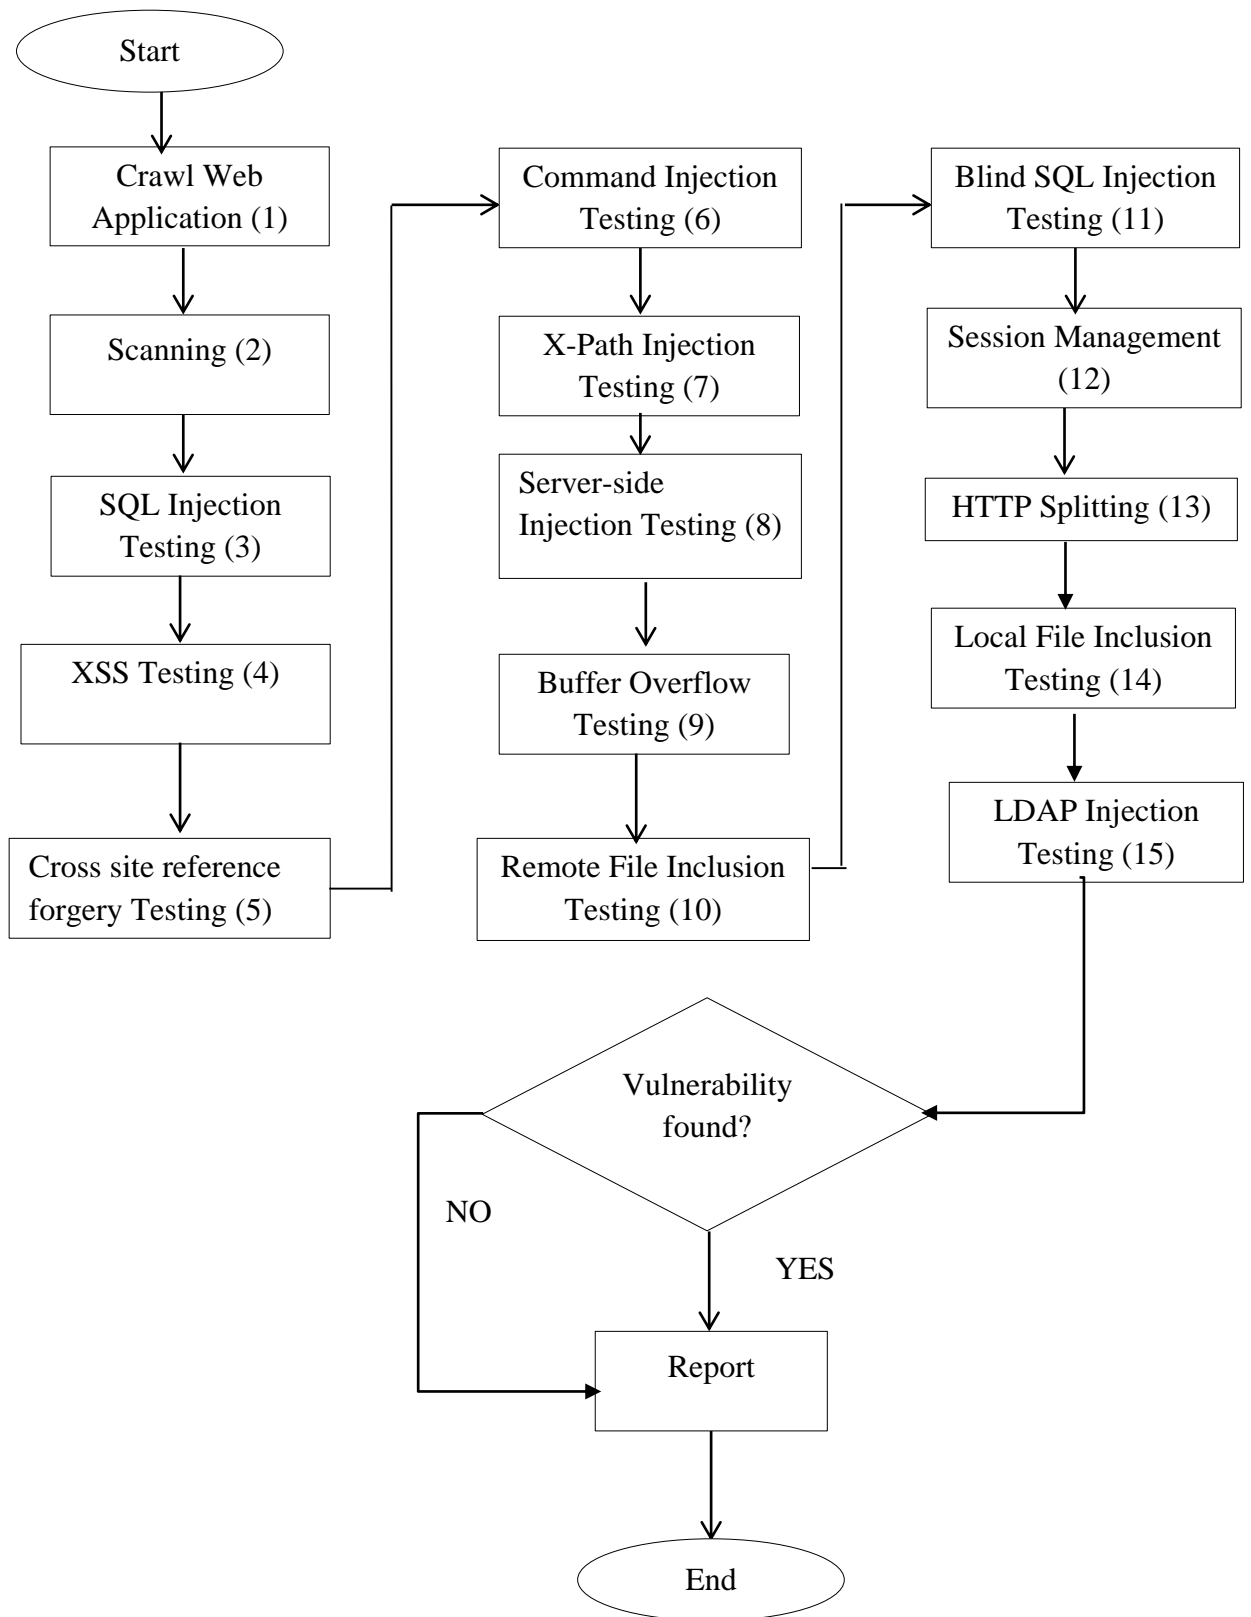 Start
Crawl Web
Application (1)
Scanning (2)
SQL Injection
Testing (3)
XSS Testing (4)
Cross site reference
forgery Testing (5)
Command Injection
Testing (6)
X-Path Injection
Testing (7)
Server-side
Injection Testing (8)
Buffer Overflow
Testing (9)
Remote File Inclusion
Testing (10)
Blind SQL Injection
Testing (11)
Session Management
(12)
HTTP Splitting (13)
Local File Inclusion
Testing (14)
LDAP Injection
Testing (15)
Vulnerability
found?
NO
YES
Report
End